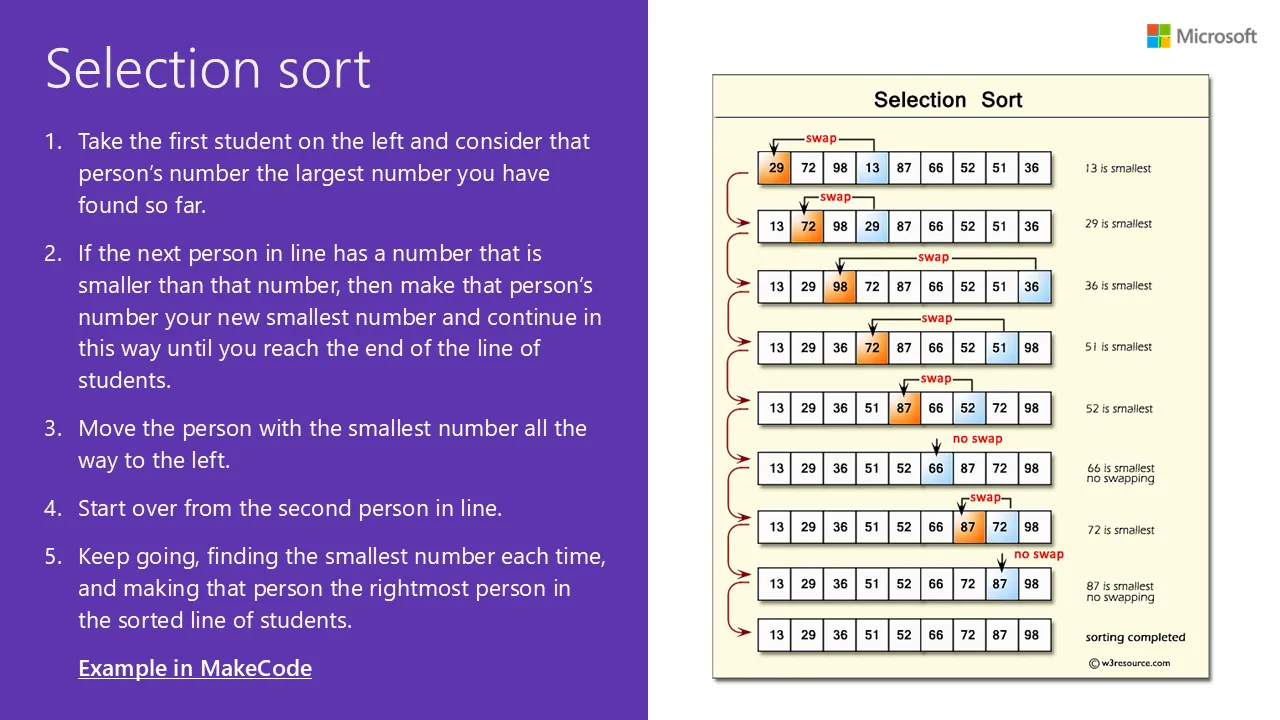 Selection sort
1. Take the first student on the left and consider that
person's number the largest number you have
found so far.
2. If the next person in line has a number that is
smaller than that number, then make that person's
number your new smallest number and continue in
this way until you reach the end of the line of
students.
3. Move the person with the smallest number all the
way to the left.
4. Start over from the second person in line.
5. Keep going, finding the smallest number each time,
and making that person the rightmost person in
the sorted line of students.
Example in MakeCode
Microsoft
Selection Sort
swap
29 72 98 13 87 66 52 51 36 13 is smallest
swap
13 72 98 29 87 66 52 51 36 29 is smallest
swap
13 29 98 72 87 66 52 51 36 36 is smallest
swap
13 29 36 72 87 66 52 51 98 51 is smallest
swap
13 29 36 51 87 66 52 72 98 52 is smallest
no swap
13 29 36 51 52 66 87 72 98 66 is smallest
no swapping
swap
13 29 36 51 52 66 87 72 98 72 is smallest
no swap
13 29 36 51 52 66 72 87 98 87 is smallest
no swapping
13 29 36 51 52 66 72 87 98 sorting completed
© w3resource.com